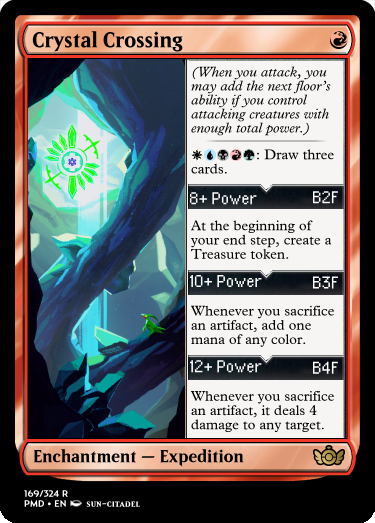 Crystal Crossing
(When you attack, you
may add the next floor's
ability if you control
attacking creatures with
enough total power.)
: Draw three
cards.
8+ Power B2F
At the beginning of
your end step, create a
Treasure token.
10+ Power B3F
Whenever you sacrifice
an artifact, add one
mana of any color.
12+ Power B4F
Whenever you sacrifice
an artifact, it deals 4
damage to any target.
Enchantment — Expedition
169/324 R
PMD • EN SUN-CITADEL